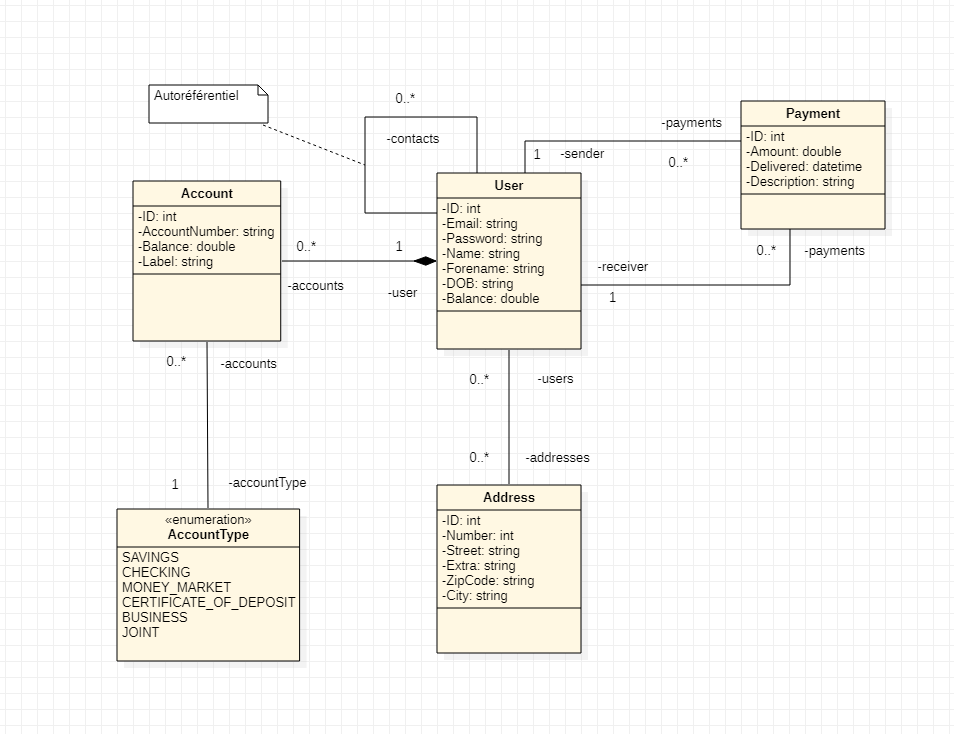 Autoréférentiel
0..*
-contacts
-payments
1
-sender
0..*
Payment
-ID: int
-Amount: double
-Delivered: datetime
-Description: string
Account
-ID: int
-AccountNumber: string
-Balance: double
-Label: string
User
-ID: int
-Email: string
-Password: string
-Name: string
-Forename: string
-DOB: string
-Balance: double
0..*
1
-accounts
-user
-receiver
1
0..*
-payments
0..*
-accounts
0..*
-users
0..*
-addresses
1
-accountType
«enumeration»
AccountType
SAVINGS
CHECKING
MONEY_MARKET
CERTIFICATE_OF_DEPOSIT
BUSINESS
JOINT
Address
-ID: int
-Number: int
-Street: string
-Extra: string
-ZipCode: string
-City: string